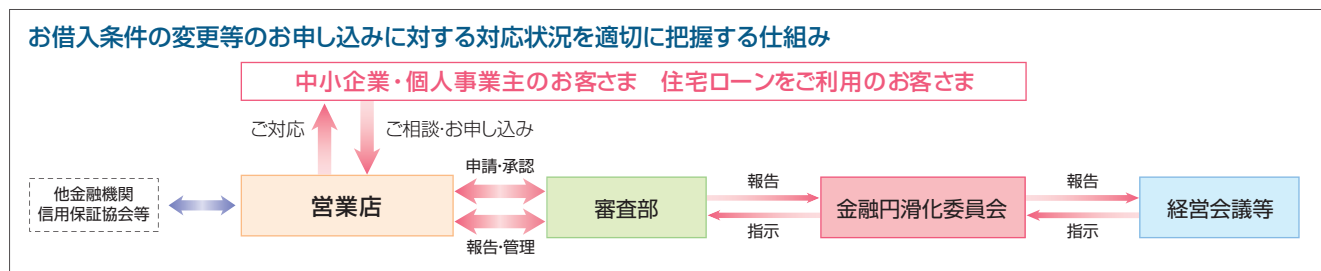 お借入条件の変更等のお申し込みに対する対応状況を適切に把握する仕組み
中小企業・個人事業主のお客さま　住宅ローンをご利用のお客さま
ご対応
ご相談・お申し込み
他金融機関
信用保証協会等
営業店
申請・承認
報告・管理
審査部
報告
指示
金融円滑化委員会
報告
指示
経営会議等